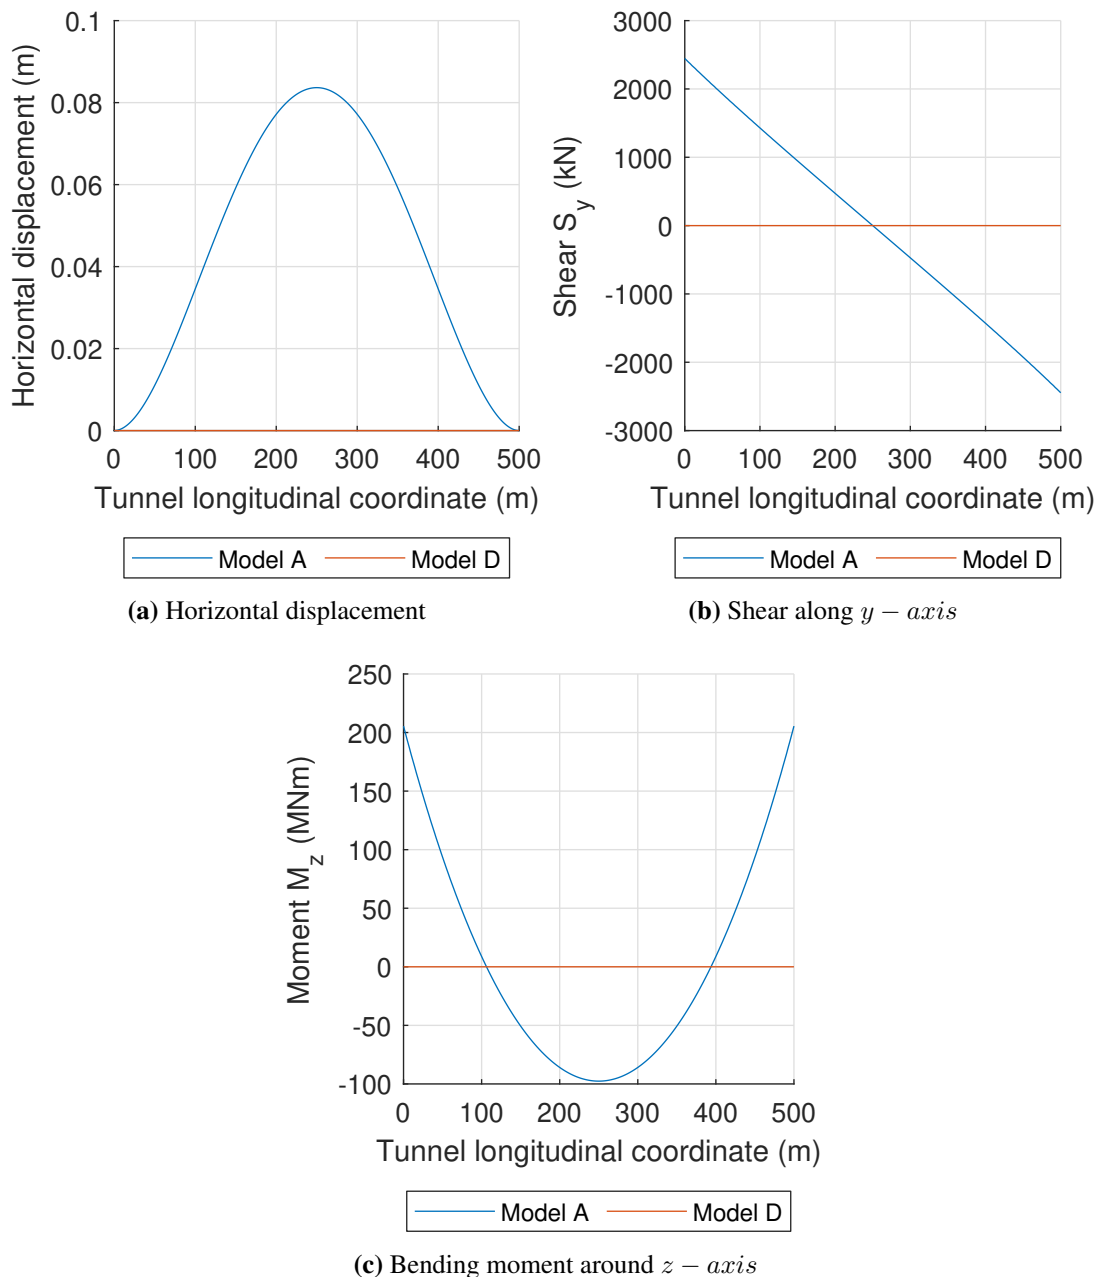 0.1
0.08
0.06
0.04
0.02
0
Horizontal displacement (m)
0 100 200 300 400 500
Tunnel longitudinal coordinate (m)
Model A Model D
(a) Horizontal displacement
3000
2000
1000
0
-1000
-2000
-3000
Shear S_y (kN)
0 100 200 300 400 500
Tunnel longitudinal coordinate (m)
Model A Model D
(b) Shear along y − axis
250
200
150
100
50
0
-50
-100
Moment M_z (MNm)
0 100 200 300 400 500
Tunnel longitudinal coordinate (m)
Model A Model D
(c) Bending moment around z − axis